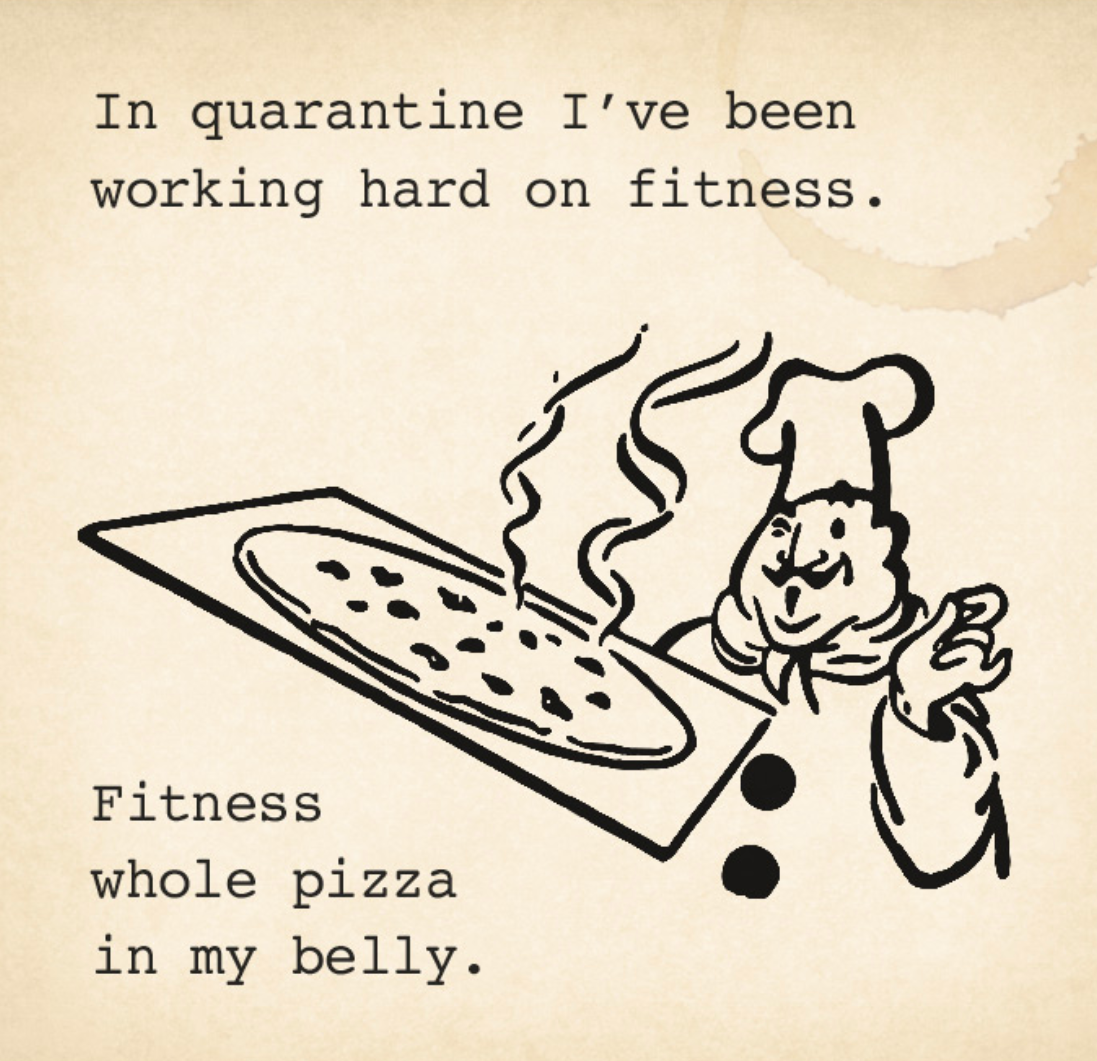 In quarantine I've been
working hard on fitness.
Fitness
whole pizza
in my belly.